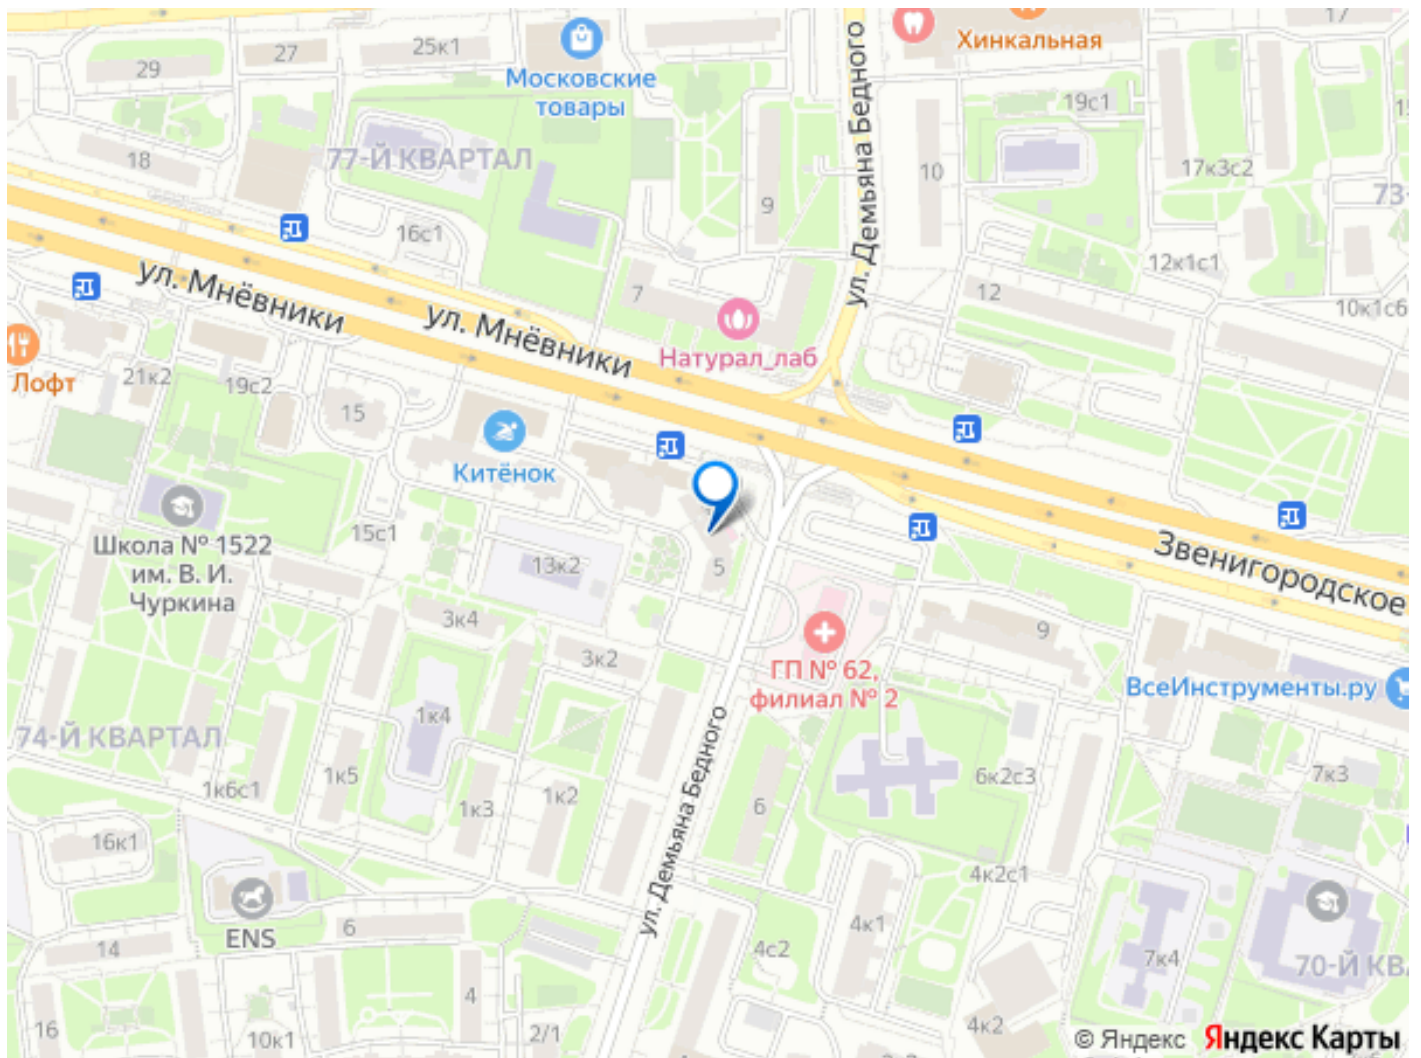 17
Хинкальная
27
25к1
29
Московские
товары
ул. Демьяна Бедного
19с1
18
77-Й КВАРТАЛ
10
17к3с2
73-
9
16с1
12к1с1
ул. Мнёвники
7
12
10к1с6
ул. Мнёвники
Натурал_лаб
Лофт
21к2
19с2
15
Китёнок
Школа № 1522
им. В. И.
Чуркина
15с1
13к2
5
Звенигородское
3к4
9
3к2
ГП № 62,
филиал № 2
ВсеИнструменты.ру
1к4
74-Й КВАРТАЛ
1к5
1к6с1
1к3
1к2
6
6к2с3
7к3
ул. Демьяна Бедного
16к1
4к2с1
6
ENS
14
4к1
4с2
7к4
70-Й КВА
4
16
10к1
2/1
4к2
© Яндекс Яндекс Карты